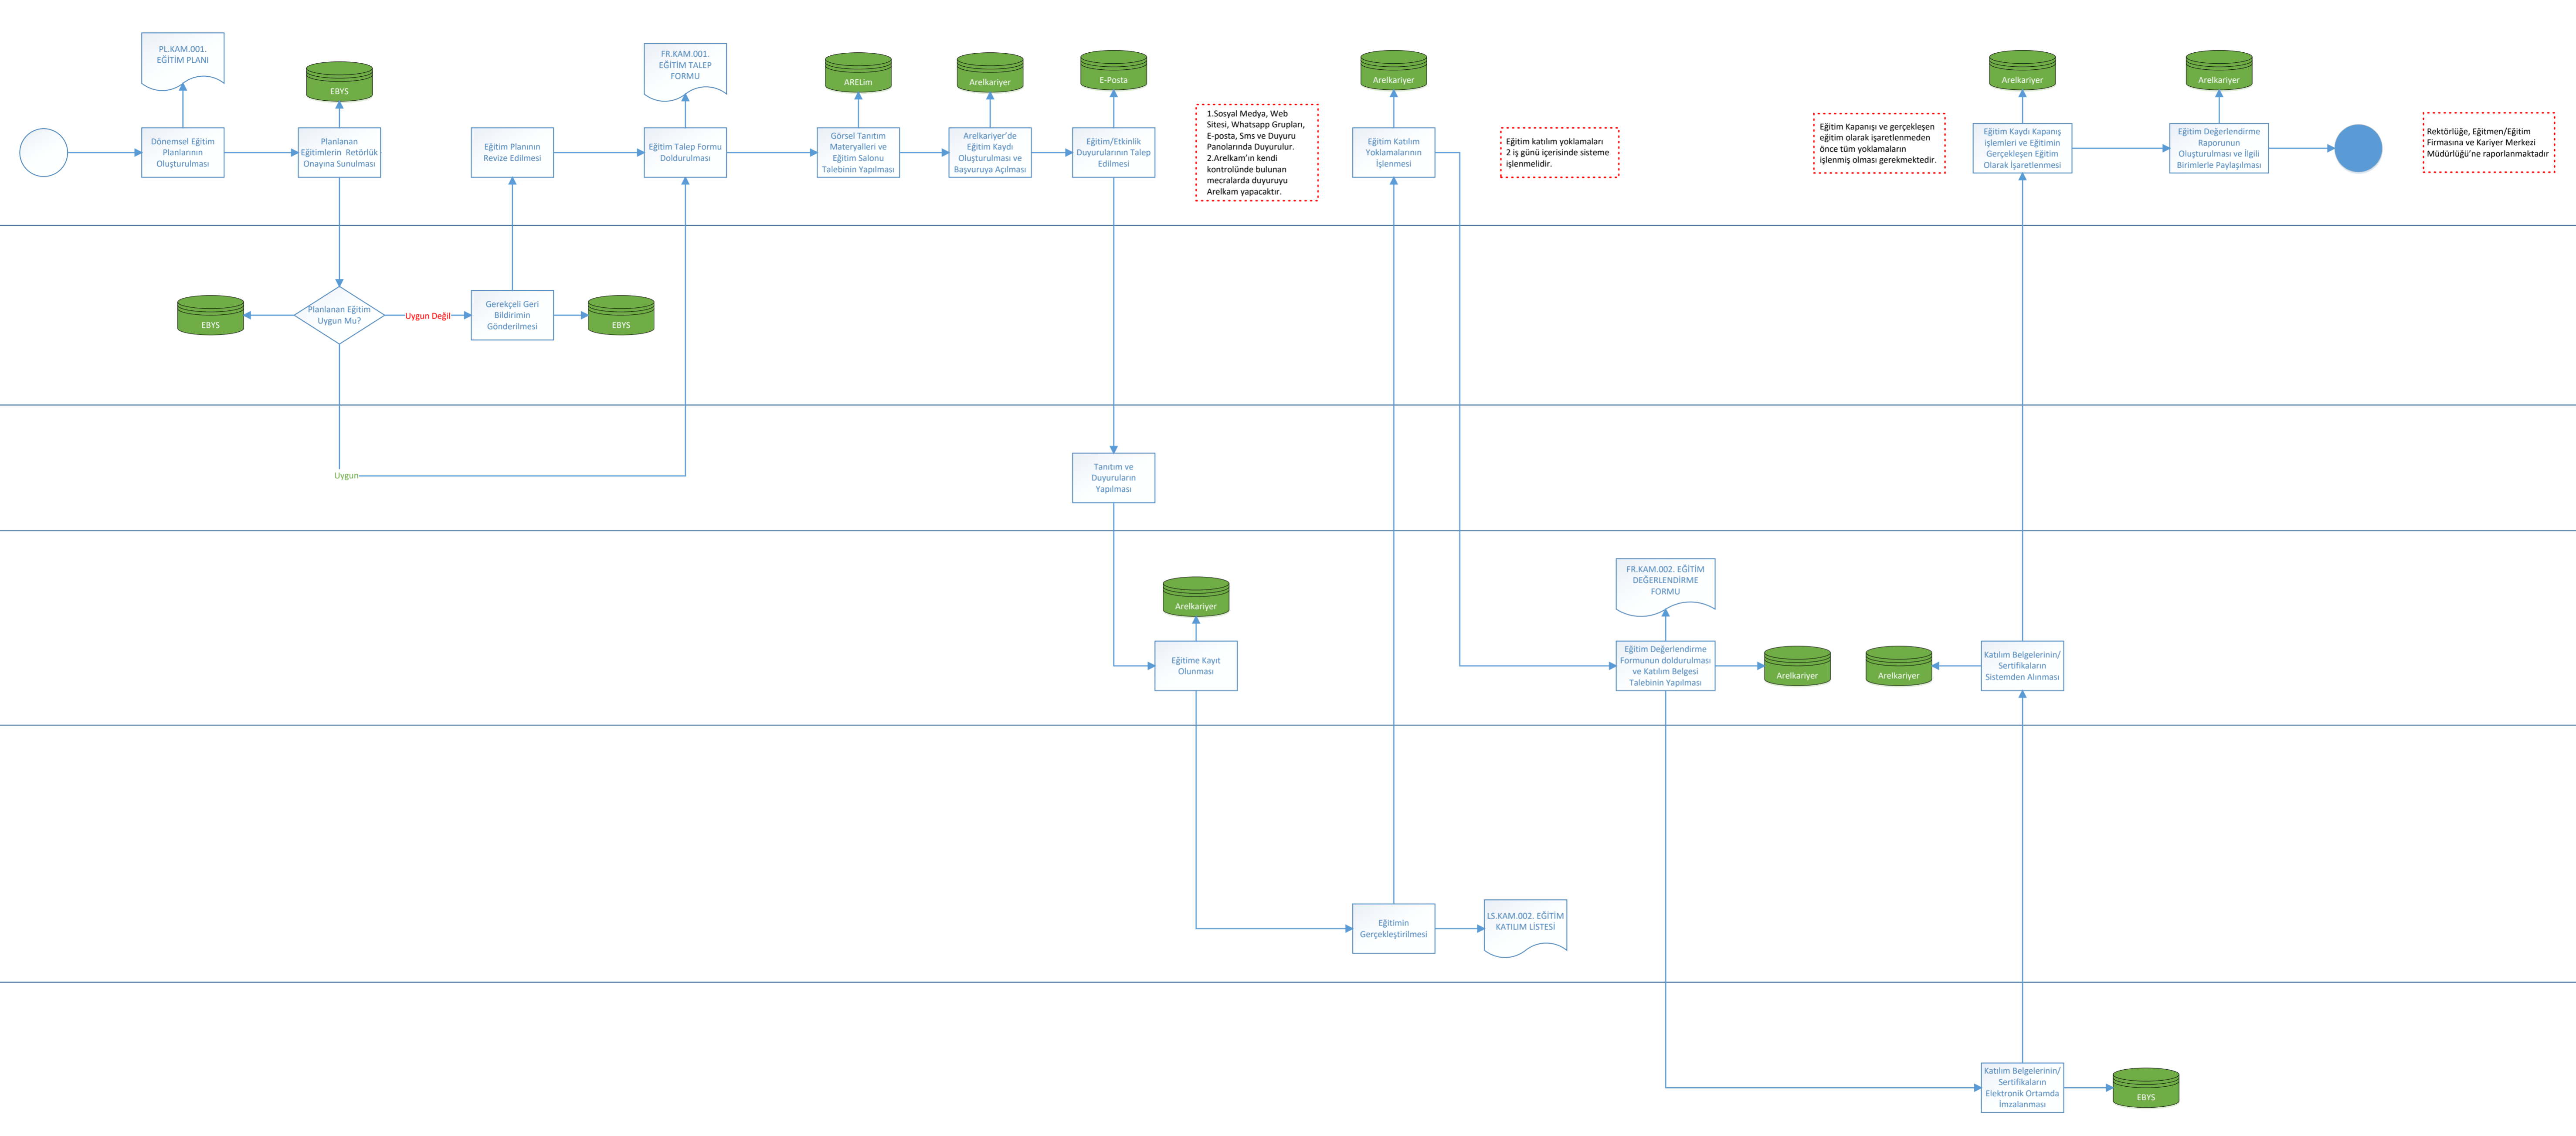 PL.KAM.001.
EĞİTİM PLANI
EBYS
FR.KAM.001.
EĞİTİM TALEP
FORMU
ARELim
Arelkariyer
E-Posta
Arelkariyer
Arelkariyer
Arelkariyer
Dönemsel Eğitim
Planlarının
Oluşturulması
Planlanan
Eğitimlerin Retörlük
Onayına Sunulması
Eğitim Planının
Revize Edilmesi
Eğitim Talep Formu
Doldurulması
Görsel Tanıtım
Materyalleri ve
Eğitim Salonu
Talebinin Yapılması
Arelkariyer’de
Eğitim Kaydı
Oluşturulması ve
Başvuruya Açılması
Eğitim/Etkinlik
Duyurularının Talep
Edilmesi
1.Sosyal Medya, Web
Sitesi, Whatsapp Grupları,
E-posta, Sms ve Duyuru
Panolarında Duyurulur.
2.Arelkam’ın kendi
kontrolünde bulunan
mecralarda duyuruyu
Arelkam yapacaktır.
Eğitim Katılım
Yoklamalarının
İşlenmesi
Eğitim katılım yoklamaları
2 iş günü içerisinde sisteme
işlenmelidir.
Eğitim Kapanışı ve gerçekleşen
eğitim olarak işaretlenmeden
önce tüm yoklamaların
işlenmiş olması gerekmektedir.
Eğitim Kaydı Kapanış
işlemleri ve Eğitimin
Gerçekleşen Eğitim
Olarak İşaretlenmesi
Eğitim Değerlendirme
Raporunun
Oluşturulması ve İlgili
Birimlerle Paylaşılması
Rektörlüğe, Eğitmen/Eğitim
Firmasına ve Kariyer Merkezi
Müdürlüğü’ne raporlanmaktadır
EBYS
Planlanan Eğitim
Uygun Mu?
Uygun Değil
Gerekçeli Geri
Bildirimin
Gönderilmesi
EBYS
Uygun
Tanıtım ve
Duyuruların
Yapılması
Arelkariyer
Eğitime Kayıt
Olunması
FR.KAM.002. EĞİTİM
DEĞERLENDİRME
FORMU
Eğitim Değerlendirme
Formunun doldurulması
ve Katılım Belgesi
Talebinin Yapılması
Arelkariyer
Arelkariyer
Katılım Belgelerinin/
Sertifikaların
Sistemden Alınması
Eğitimin
Gerçekleştirilmesi
LS.KAM.002. EĞİTİM
KATILIM LİSTESİ
Katılım Belgelerinin/
Sertifikaların
Elektronik Ortamda
İmzalanması
EBYS